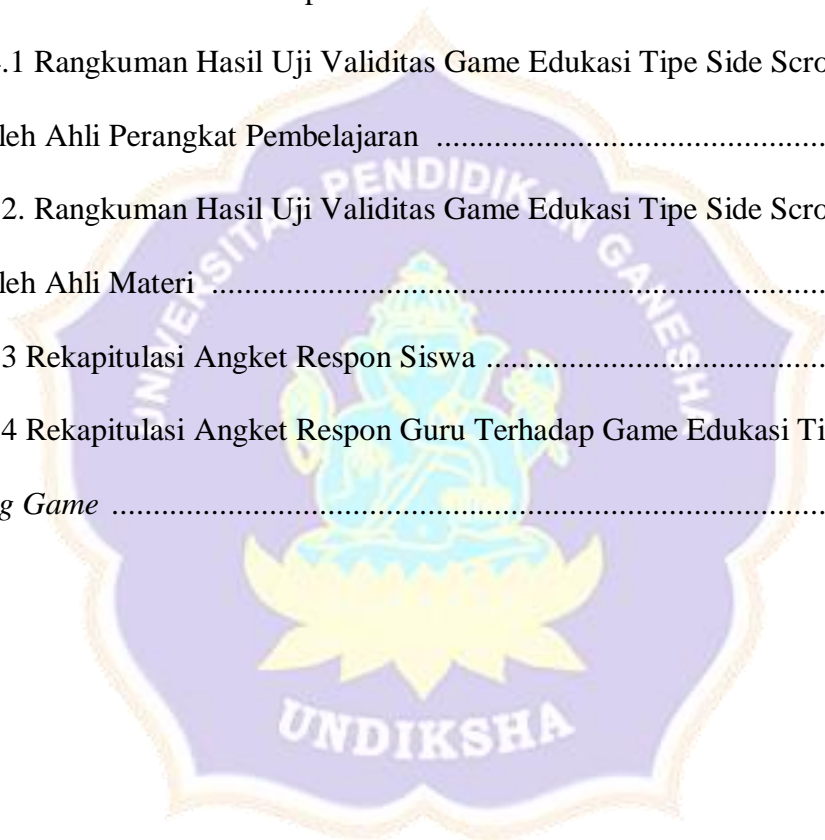 .1 Rangkuman Hasil Uji Validitas Game Edukasi Tipe Side Scro
leh Ahli Perangkat Pembelajaran ................................................
2. Rangkuman Hasil Uji Validitas Game Edukasi Tipe Side Scro
leh Ahli Materi ...........................................................................
3 Rekapitulasi Angket Respon Siswa ..........................................
4 Rekapitulasi Angket Respon Guru Terhadap Game Edukasi Ti
g Game .......................................................................................
UNIVERSITAS PENDIDIKAN GANESHA
UNDIKSHA